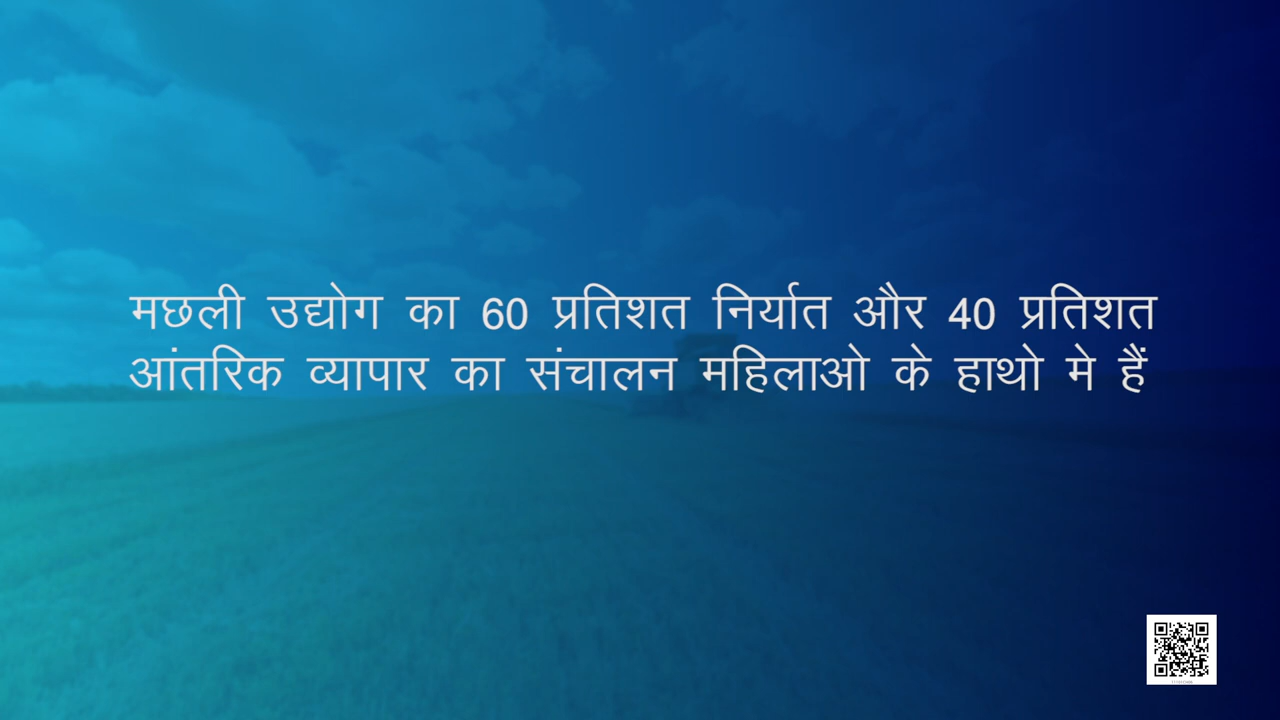 मछली उद्योग का 60 प्रतिशत निर्यात और 40 प्रतिशत
आंतरिक व्यापार का संचालन महिलाओ के हाथो मे हैं